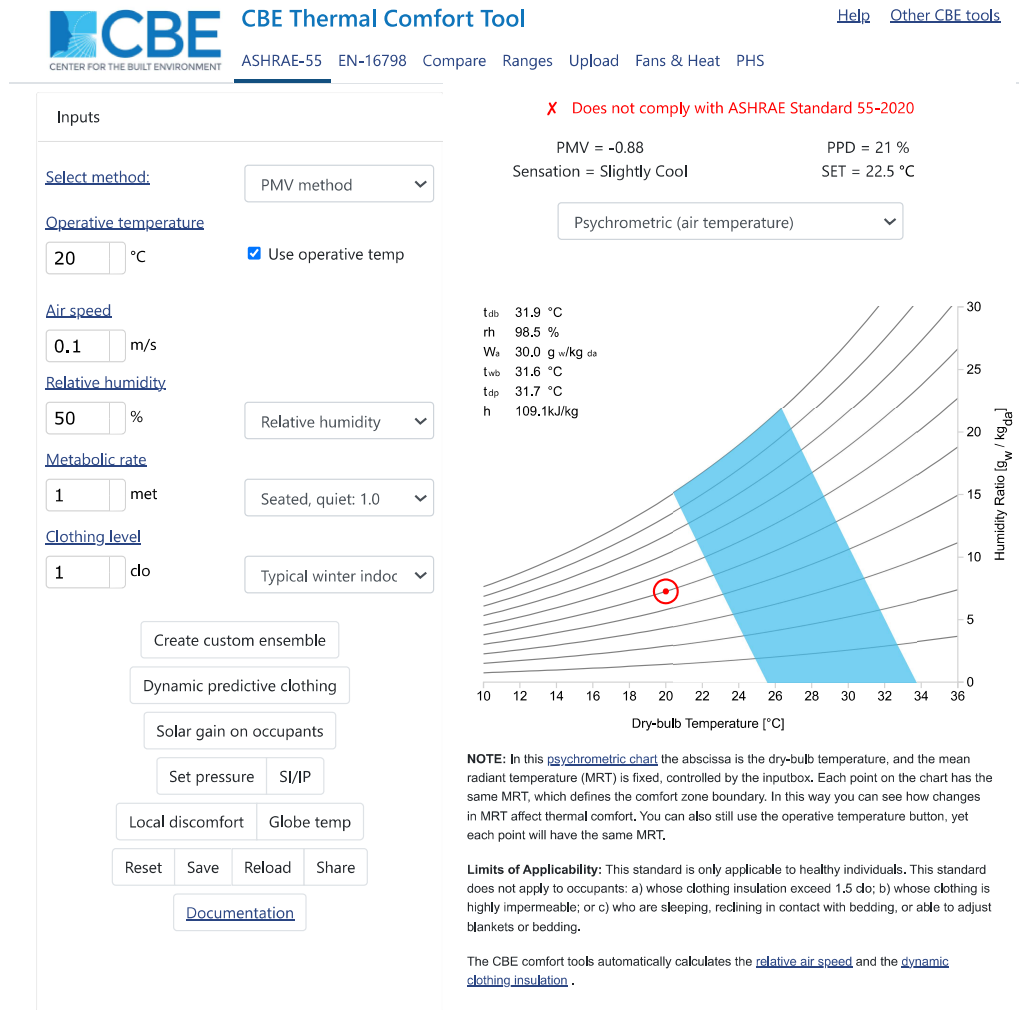 CBE
CENTER FOR THE BUILT ENVIRONMENT
CBE Thermal Comfort Tool
Help Other CBE tools
ASHRAE-55 EN-16798 Compare Ranges Upload Fans & Heat PHS
Inputs
Select method:
PMV method
Operative temperature
20 °C
Use operative temp
Air speed
0.1 m/s
Relative humidity
50 %
Relative humidity
Metabolic rate
1 met
Seated, quiet: 1.0
Clothing level
1 clo
Typical winter indoc
Create custom ensemble
Dynamic predictive clothing
Solar gain on occupants
Set pressure SI/IP
Local discomfort Globe temp
Reset Save Reload Share
Documentation
✗ Does not comply with ASHRAE Standard 55-2020
PMV = -0.88 PPD = 21 %
Sensation = Slightly Cool SET = 22.5 °C
Psychrometric (air temperature)
tdb 31.9 °C
rh 98.5 %
Wa 30.0 g w/kg da
twb 31.6 °C
tdp 31.7 °C
h 109.1kJ/kg
30
25
20
15
10
5
0
Humidity Ratio [gw / kgda]
10 12 14 16 18 20 22 24 26 28 30 32 34 36
Dry-bulb Temperature [°C]
NOTE: In this psychrometric chart the abscissa is the dry-bulb temperature, and the mean
radiant temperature (MRT) is fixed, controlled by the inputbox. Each point on the chart has the
same MRT, which defines the comfort zone boundary. In this way you can see how changes
in MRT affect thermal comfort. You can also still use the operative temperature button, yet
each point will have the same MRT.
Limits of Applicability: This standard is only applicable to healthy individuals. This standard
does not apply to occupants: a) whose clothing insulation exceed 1.5 clo; b) whose clothing is
highly impermeable; or c) who are sleeping, reclining in contact with bedding, or able to adjust
blankets or bedding.
The CBE comfort tools automatically calculates the relative air speed and the dynamic
clothing insulation .